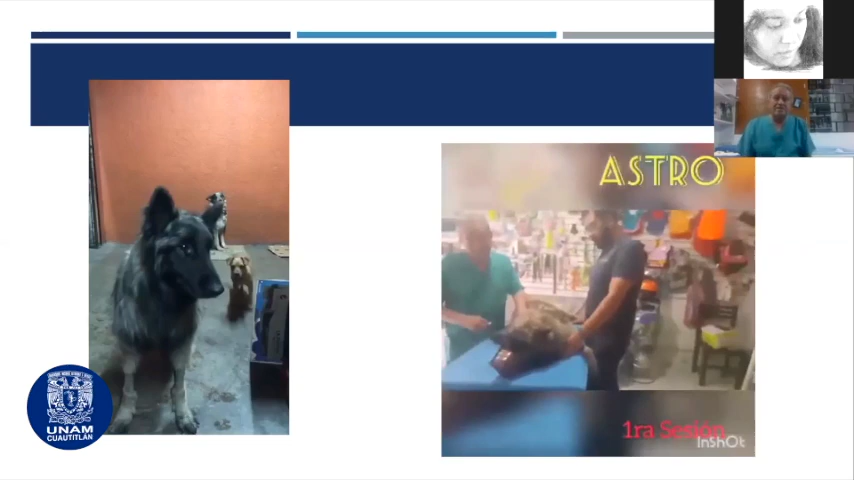 ASTRO
1ra Sesión
InShOt
UNAM
CUAUTITLÁN